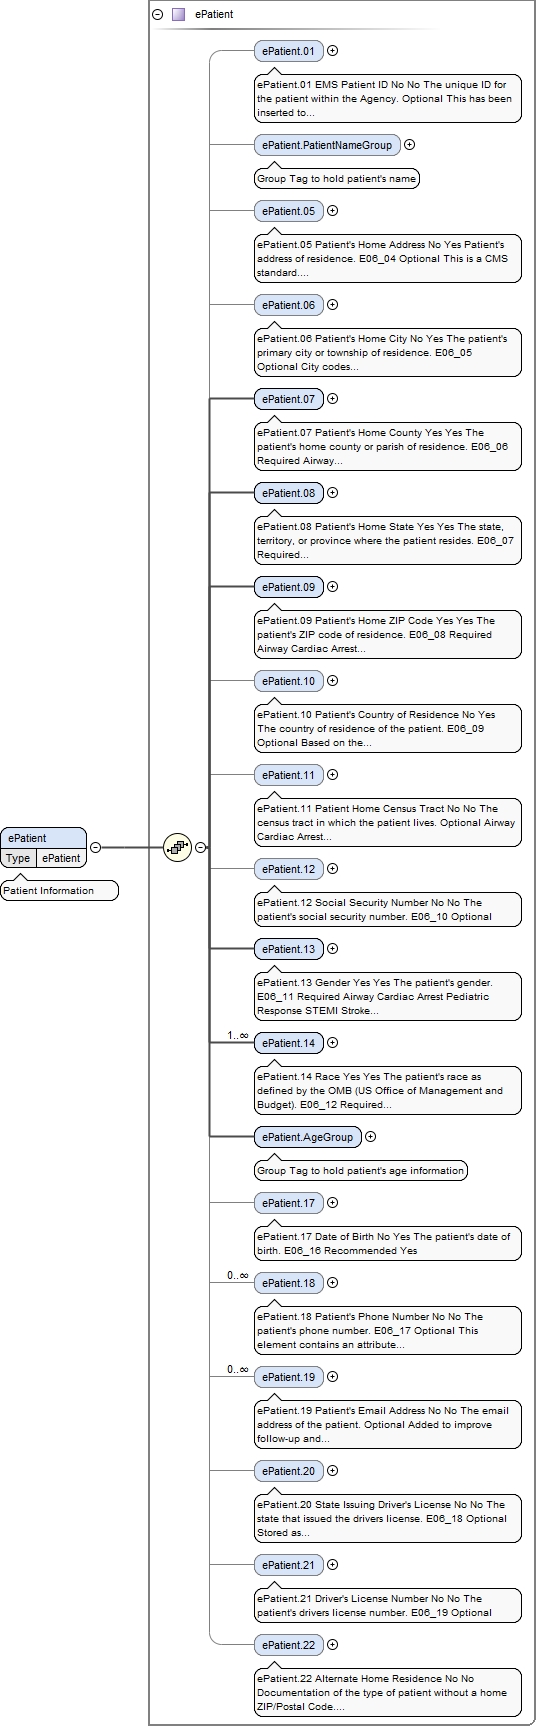 ePatient
ePatient.01
ePatient.01 EMS Patient ID No No The unique ID for
the patient within the Agency. Optional This has been
inserted to...
ePatient.PatientNameGroup
Group Tag to hold patient's name
ePatient.05
ePatient.05 Patient's Home Address No Yes Patient's
address of residence. E06_04 Optional This is a CMS
standard....
ePatient.06
ePatient.06 Patient's Home City No Yes The patient's
primary city or township of residence. E06_05
Optional City codes...
ePatient.07
ePatient.07 Patient's Home County Yes Yes The
patient's home county or parish of residence. E06_06
Required Airway...
ePatient.08
ePatient.08 Patient's Home State Yes Yes The state,
territory, or province where the patient resides. E06_07
Required...
ePatient.09
ePatient.09 Patient's Home ZIP Code Yes Yes The
patient's ZIP code of residence. E06_08 Required
Airway Cardiac Arrest...
ePatient.10
ePatient.10 Patient's Country of Residence No Yes
The country of residence of the patient. E06_09
Optional Based on the...
ePatient.11
ePatient.11 Patient Home Census Tract No No The
census tract in which the patient lives. Optional Airway
Cardiac Arrest...
ePatient
Type ePatient
Patient Information
ePatient.12
ePatient.12 Social Security Number No No The
patient's social security number. E06_10 Optional
ePatient.13
ePatient.13 Gender Yes Yes The patient's gender.
E06_11 Required Airway Cardiac Arrest Pediatric
Response STEMI Stroke...
1..∞
ePatient.14
ePatient.14 Race Yes Yes The patient's race as
defined by the OMB (US Office of Management and
Budget). E06_12 Required...
ePatient.AgeGroup
Group Tag to hold patient's age information
ePatient.17
ePatient.17 Date of Birth No Yes The patient's date of
birth. E06_16 Recommended Yes
0..∞
ePatient.18
ePatient.18 Patient's Phone Number No No The
patient's phone number. E06_17 Optional This
element contains an attribute...
0..∞
ePatient.19
ePatient.19 Patient's Email Address No No The email
address of the patient. Optional Added to improve
follow-up and...
ePatient.20
ePatient.20 State Issuing Driver's License No No The
state that issued the drivers license. E06_18 Optional
Stored as...
ePatient.21
ePatient.21 Driver's License Number No No The
patient's drivers license number. E06_19 Optional
ePatient.22
ePatient.22 Alternate Home Residence No No
Documentation of the type of patient without a home
ZIP/Postal Code....